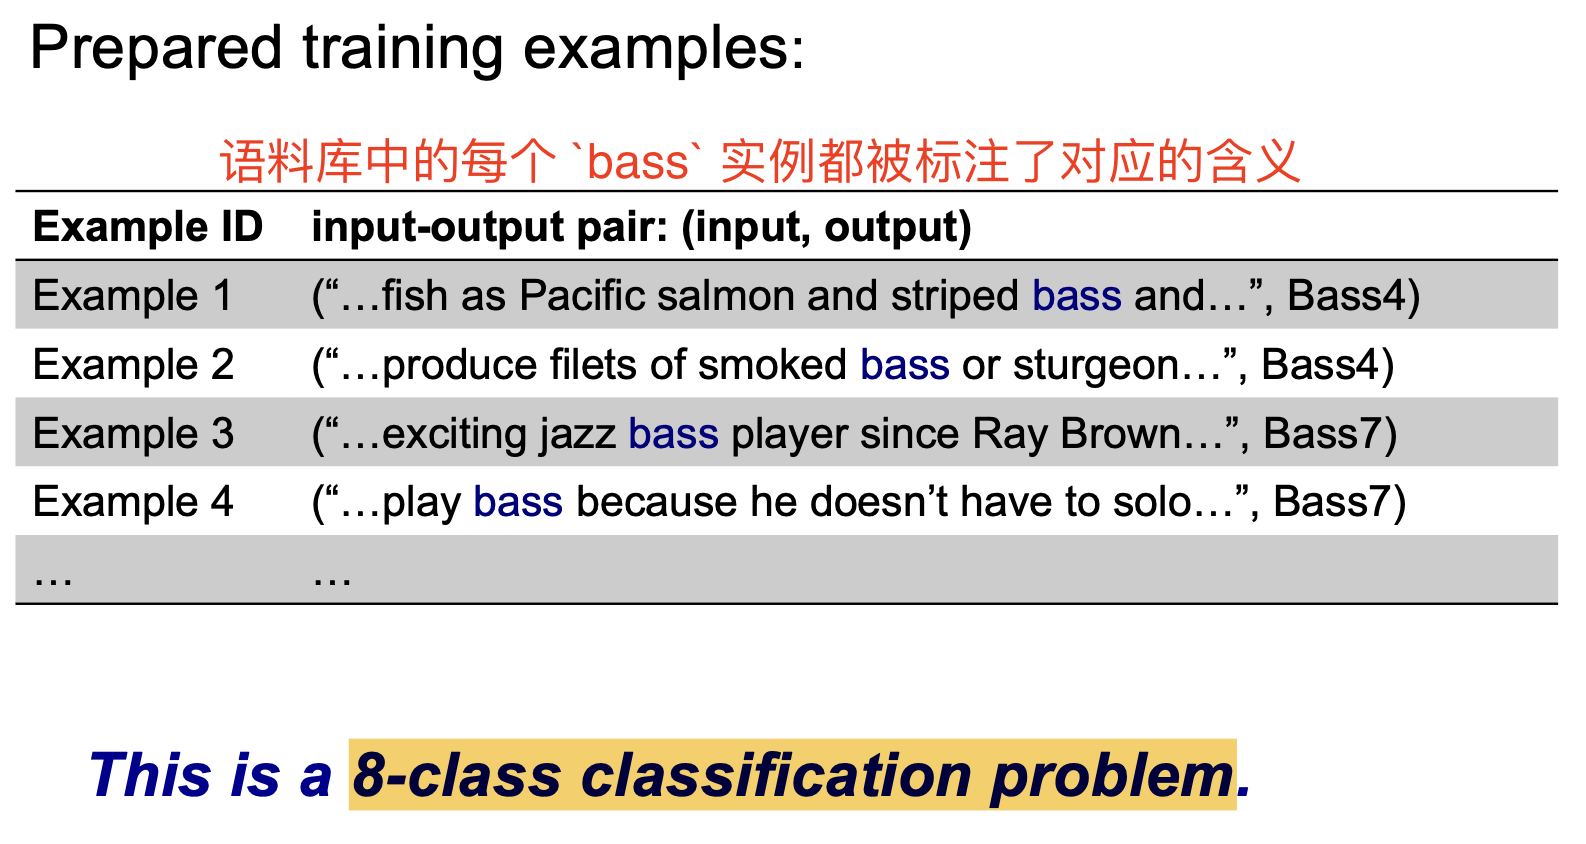 Prepared training examples:
语料库中的每个 `bass` 实例都被标注了对应的含义
Example ID input-output pair: (input, output)
Example 1 (“…fish as Pacific salmon and striped bass and…”, Bass4)
Example 2 (“…produce filets of smoked bass or sturgeon…”, Bass4)
Example 3 (“…exciting jazz bass player since Ray Brown…”, Bass7)
Example 4 (“…play bass because he doesn’t have to solo…”, Bass7)
… …
This is a 8-class classification problem.